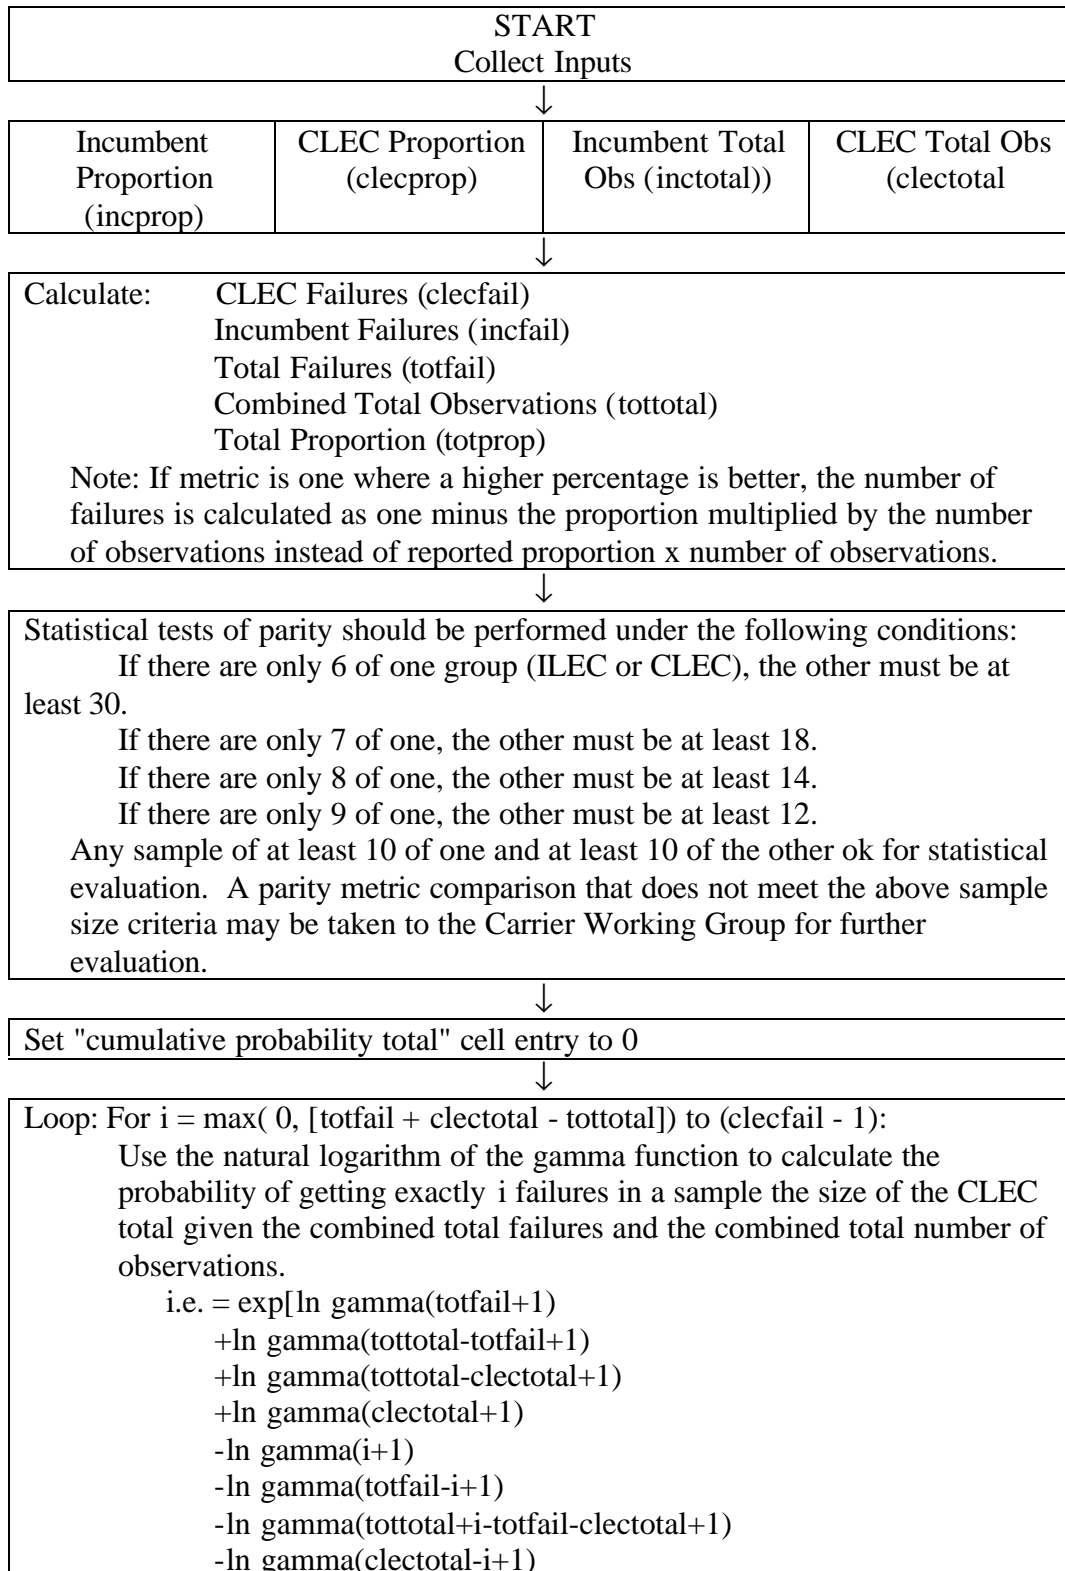 START
Collect Inputs
↓
Incumbent Proportion (incprop)
CLEC Proportion (clecprop)
Incumbent Total Obs (inctotal))
CLEC Total Obs (clectotal
↓
Calculate: CLEC Failures (clecfail)
Incumbent Failures (incfail)
Total Failures (totfail)
Combined Total Observations (tottotal)
Total Proportion (totprop)
Note: If metric is one where a higher percentage is better, the number of
failures is calculated as one minus the proportion multiplied by the number
of observations instead of reported proportion x number of observations.
↓
Statistical tests of parity should be performed under the following conditions:
If there are only 6 of one group (ILEC or CLEC), the other must be at
least 30.
If there are only 7 of one, the other must be at least 18.
If there are only 8 of one, the other must be at least 14.
If there are only 9 of one, the other must be at least 12.
Any sample of at least 10 of one and at least 10 of the other ok for statistical
evaluation. A parity metric comparison that does not meet the above sample
size criteria may be taken to the Carrier Working Group for further
evaluation.
↓
Set "cumulative probability total" cell entry to 0
↓
Loop: For i = max( 0, [totfail + clectotal - tottotal]) to (clecfail - 1):
Use the natural logarithm of the gamma function to calculate the
probability of getting exactly i failures in a sample the size of the CLEC
total given the combined total failures and the combined total number of
observations.
i.e. = exp[ln gamma(totfail+1)
+ln gamma(tottotal-totfail+1)
+ln gamma(tottotal-clectotal+1)
+ln gamma(clectotal+1)
-ln gamma(i+1)
-ln gamma(totfail-i+1)
-ln gamma(tottotal+i-totfail-clectotal+1)
-ln gamma(clectotal-i+1)